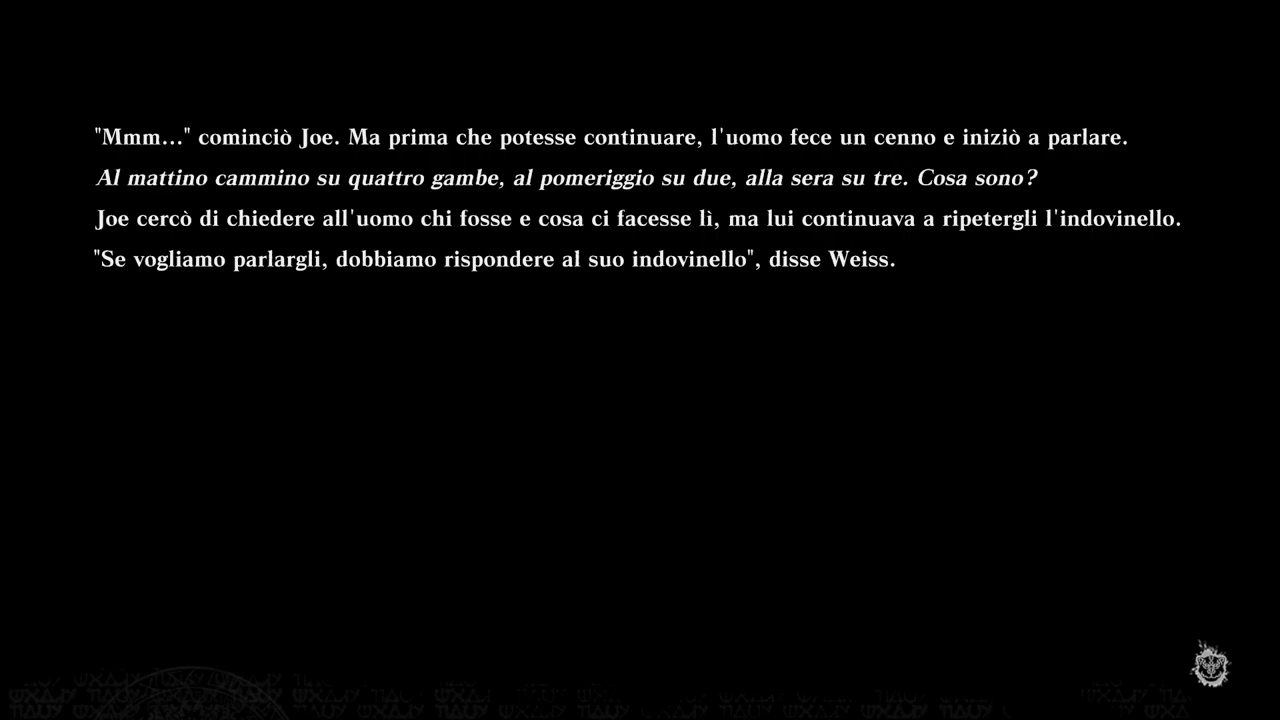 "Mmm..." cominciò Joe. Ma prima che potesse continuare, l'uomo fece un cenno e iniziò a parlare.
Al mattino cammino su quattro gambe, al pomeriggio su due, alla sera su tre. Cosa sono?
Joe cercò di chiedere all'uomo chi fosse e cosa ci facesse lì, ma lui continuava a ripetergli l'indovinello.
"Se vogliamo parlargli, dobbiamo rispondere al suo indovinello", disse Weiss.